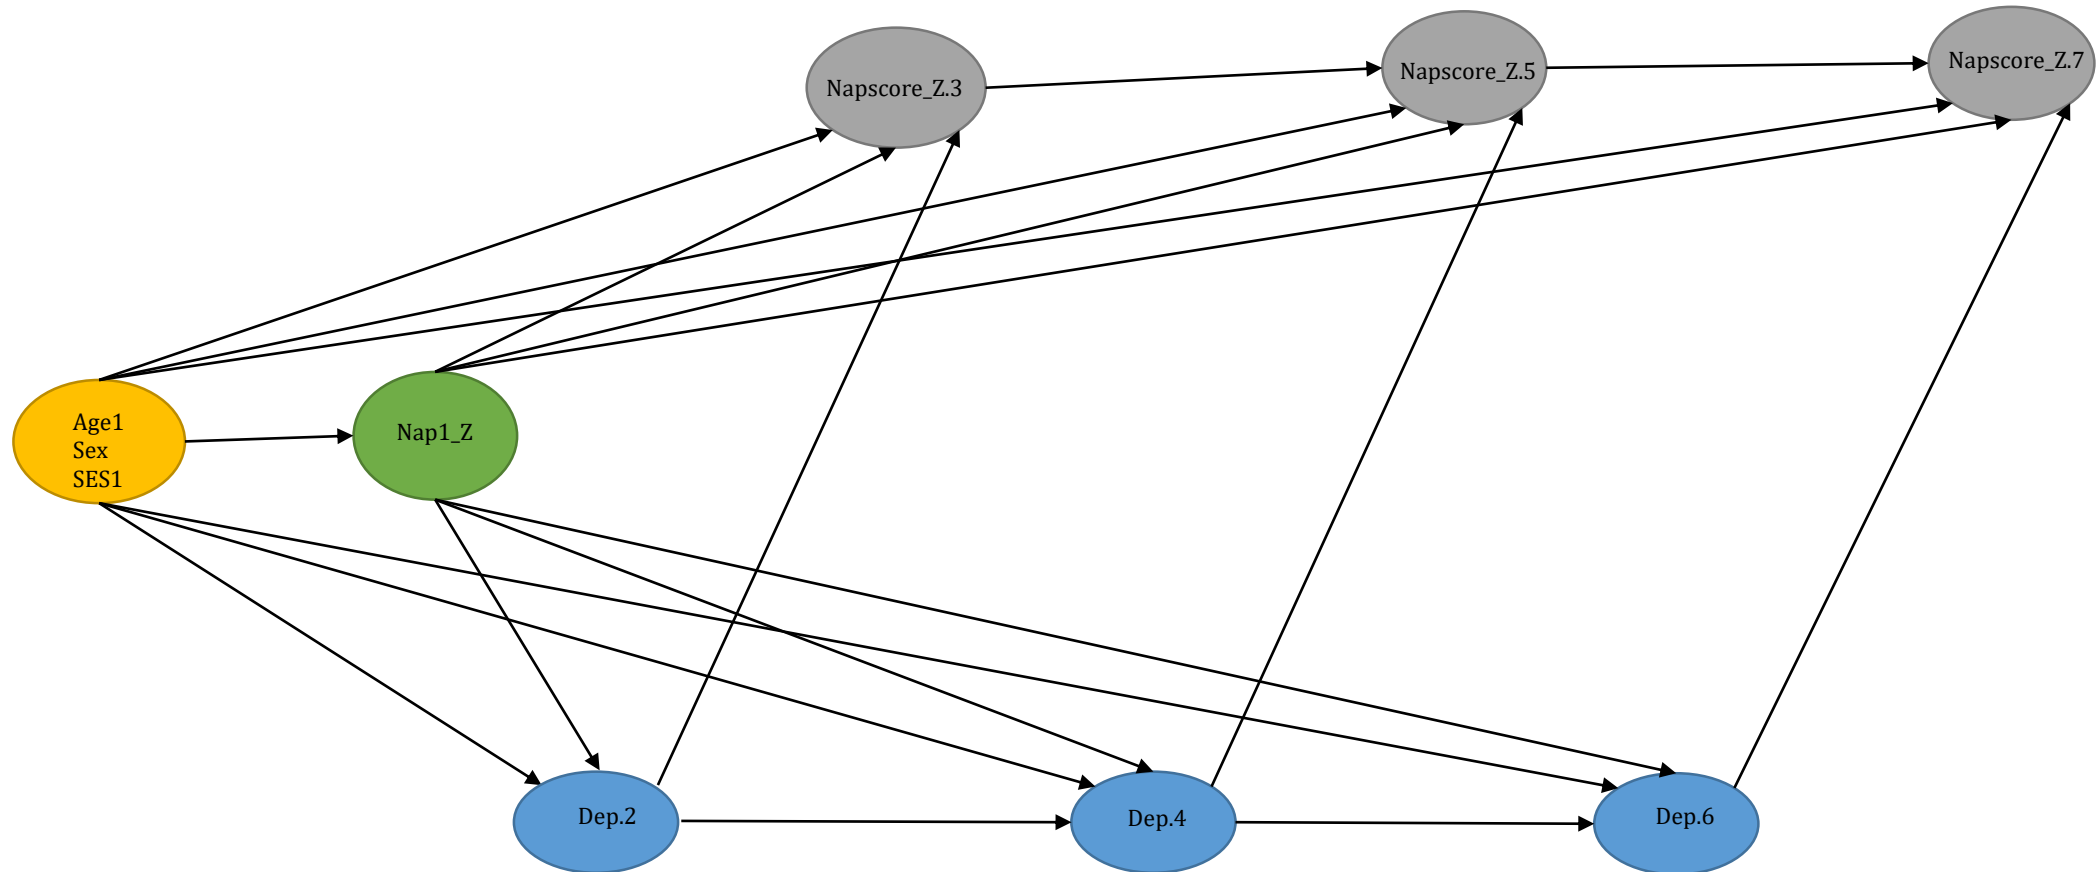 Napscore_Z.3
Napscore_Z.5
Napscore_Z.7
Age1
Sex
SES1
Nap1_Z
Dep.2
Dep.4
Dep.6